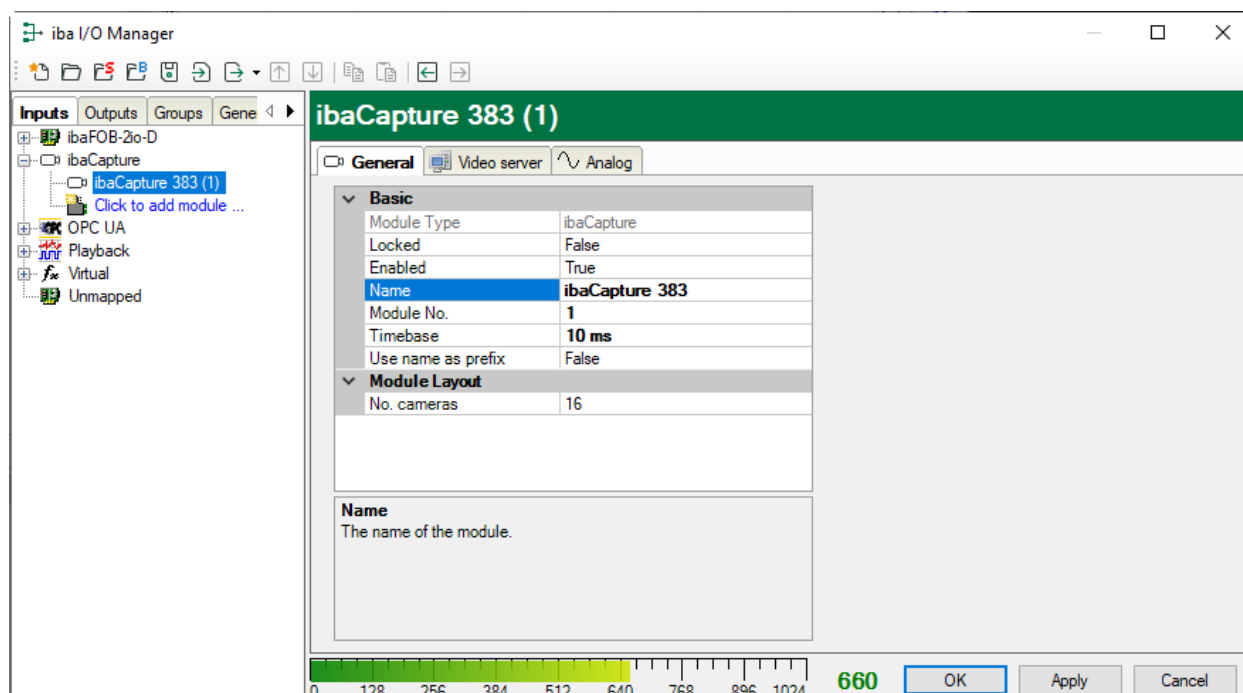 iba I/O Manager
Inputs Outputs Groups Gene
ibaFOB-2io-D
ibaCapture
ibaCapture 383 (1)
Click to add module ...
OPC UA
Playback
Virtual
Unmapped
ibaCapture 383 (1)
General Video server Analog
Basic
Module Type ibaCapture
Locked False
Enabled True
Name ibaCapture 383
Module No. 1
Timebase 10 ms
Use name as prefix False
Module Layout
No. cameras 16
Name
The name of the module.
0 128 256 384 512 640 768 896 1024
660 OK Apply Cancel